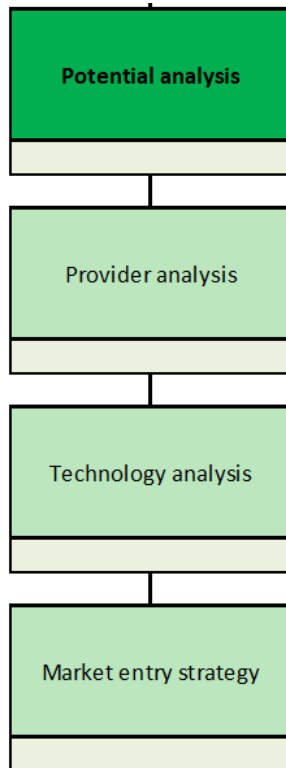 Potential analysis
Provider analysis
Technology analysis
Market entry strategy